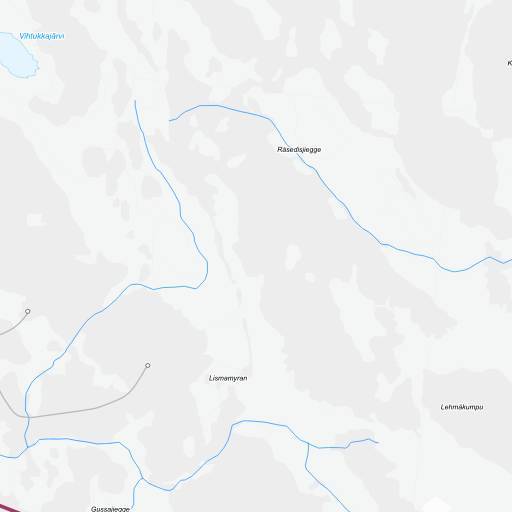 Vihtukkajärvi
K
Räsedisjiegge
Lismamyran
Lehmäkumpu
Gussajiegge